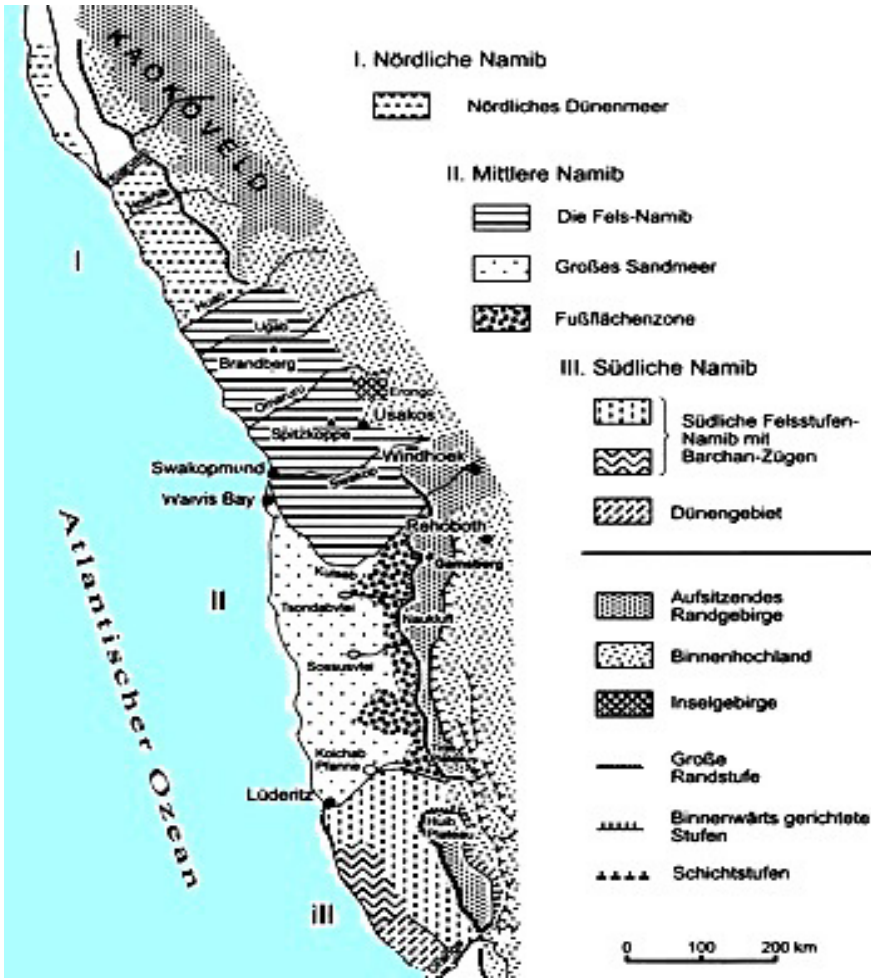 I. Nördliche Namib
Nördliches Dünenmeer
II. Mittlere Namib
Die Fels-Namib
Großes Sandmeer
Fußflächenzone
III. Südliche Namib
Südliche Felsstufen-
Namib mit
Barchan-Zügen
Dünengebiet
Aufsitzendes
Randgebirge
Binnenhochland
Inselgebirge
Große
Randstufe
Binnenwärts gerichtete
Stufen
Schichtstufen
0 100 200 km
KAOKOVELD
I
Huab
Ugab
Brandberg
Erongo
Omaruru
Usakos
Spitzkoppe
Windhoek
Swakopmund
Swakop
Walvis Bay
Rehoboth
Gamsberg
Kuiseb
II
Tsondabvlei
Naukluft
Sossusvlei
Koichab
Pfanne
Lüderitz
Huib
Plateau
III
Atlantischer Ozean